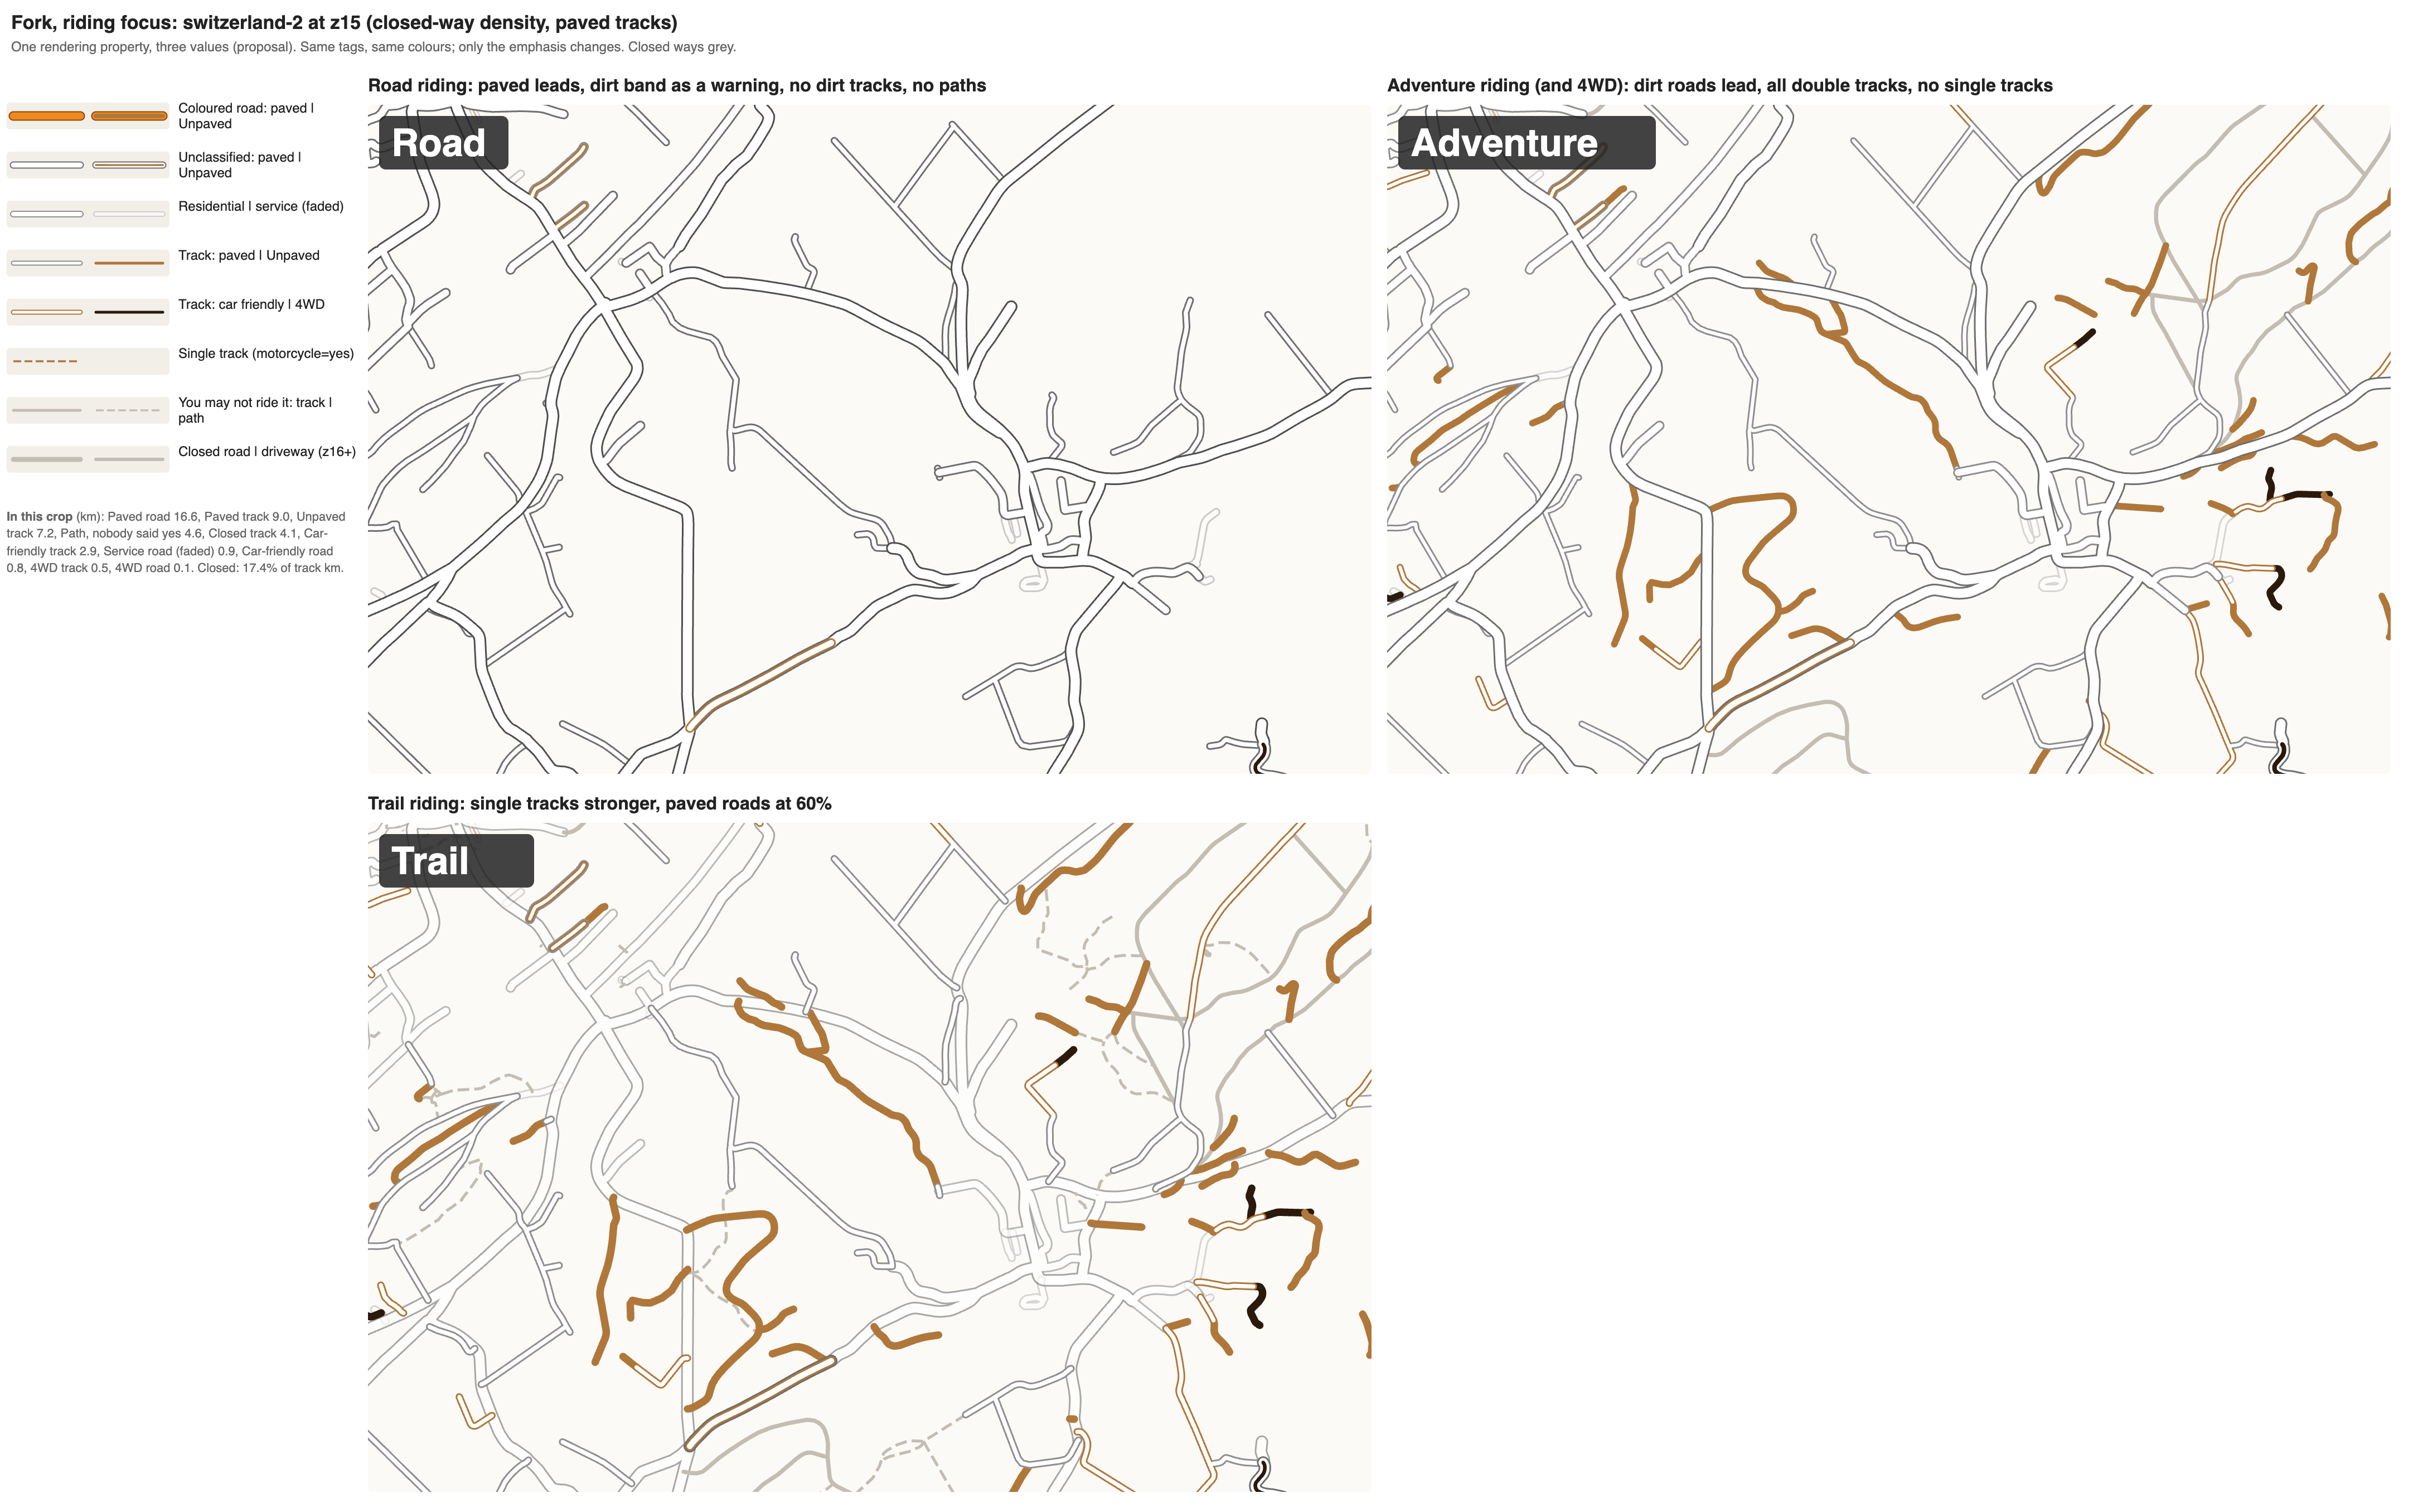 Fork, riding focus: switzerland-2 at z15 (closed-way density, paved tracks)
One rendering property, three values (proposal). Same tags, same colours; only the emphasis changes. Closed ways grey.
Coloured road: paved |
Unpaved
Unclassified: paved |
Unpaved
Residential | service (faded)
Track: paved | Unpaved
Track: car friendly | 4WD
Single track (motorcycle=yes)
You may not ride it: track |
path
Closed road | driveway (z16+)
In this crop (km): Paved road 16.6, Paved track 9.0, Unpaved
track 7.2, Path, nobody said yes 4.6, Closed track 4.1, Car-
friendly track 2.9, Service road (faded) 0.9, Car-friendly road
0.8, 4WD track 0.5, 4WD road 0.1. Closed: 17.4% of track km.
Road riding: paved leads, dirt band as a warning, no dirt tracks, no paths
Road
Adventure riding (and 4WD): dirt roads lead, all double tracks, no single tracks
Adventure
Trail riding: single tracks stronger, paved roads at 60%
Trail